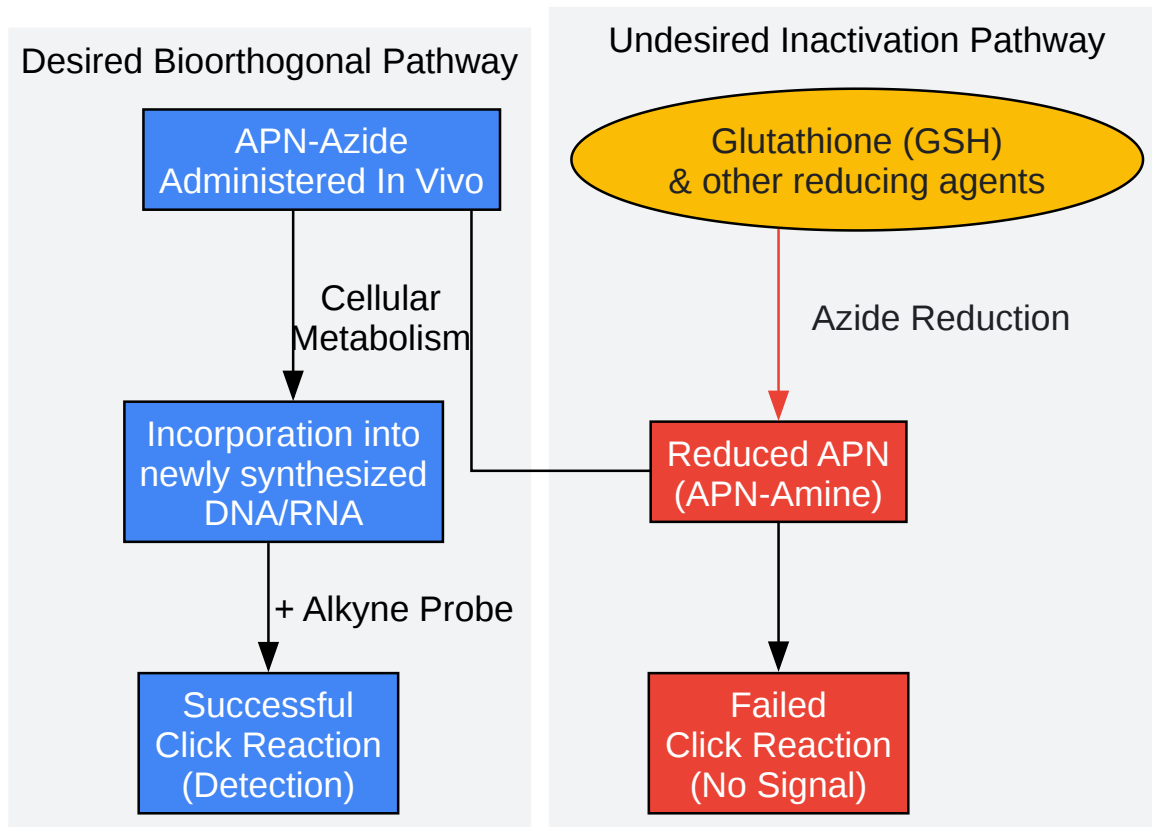 Desired Bioorthogonal Pathway
APN-Azide
Administered In Vivo
Cellular
Metabolism
Incorporation into
newly synthesized
DNA/RNA
+ Alkyne Probe
Successful
Click Reaction
(Detection)
Undesired Inactivation Pathway
Glutathione (GSH)
& other reducing agents
Azide Reduction
Reduced APN
(APN-Amine)
Failed
Click Reaction
(No Signal)